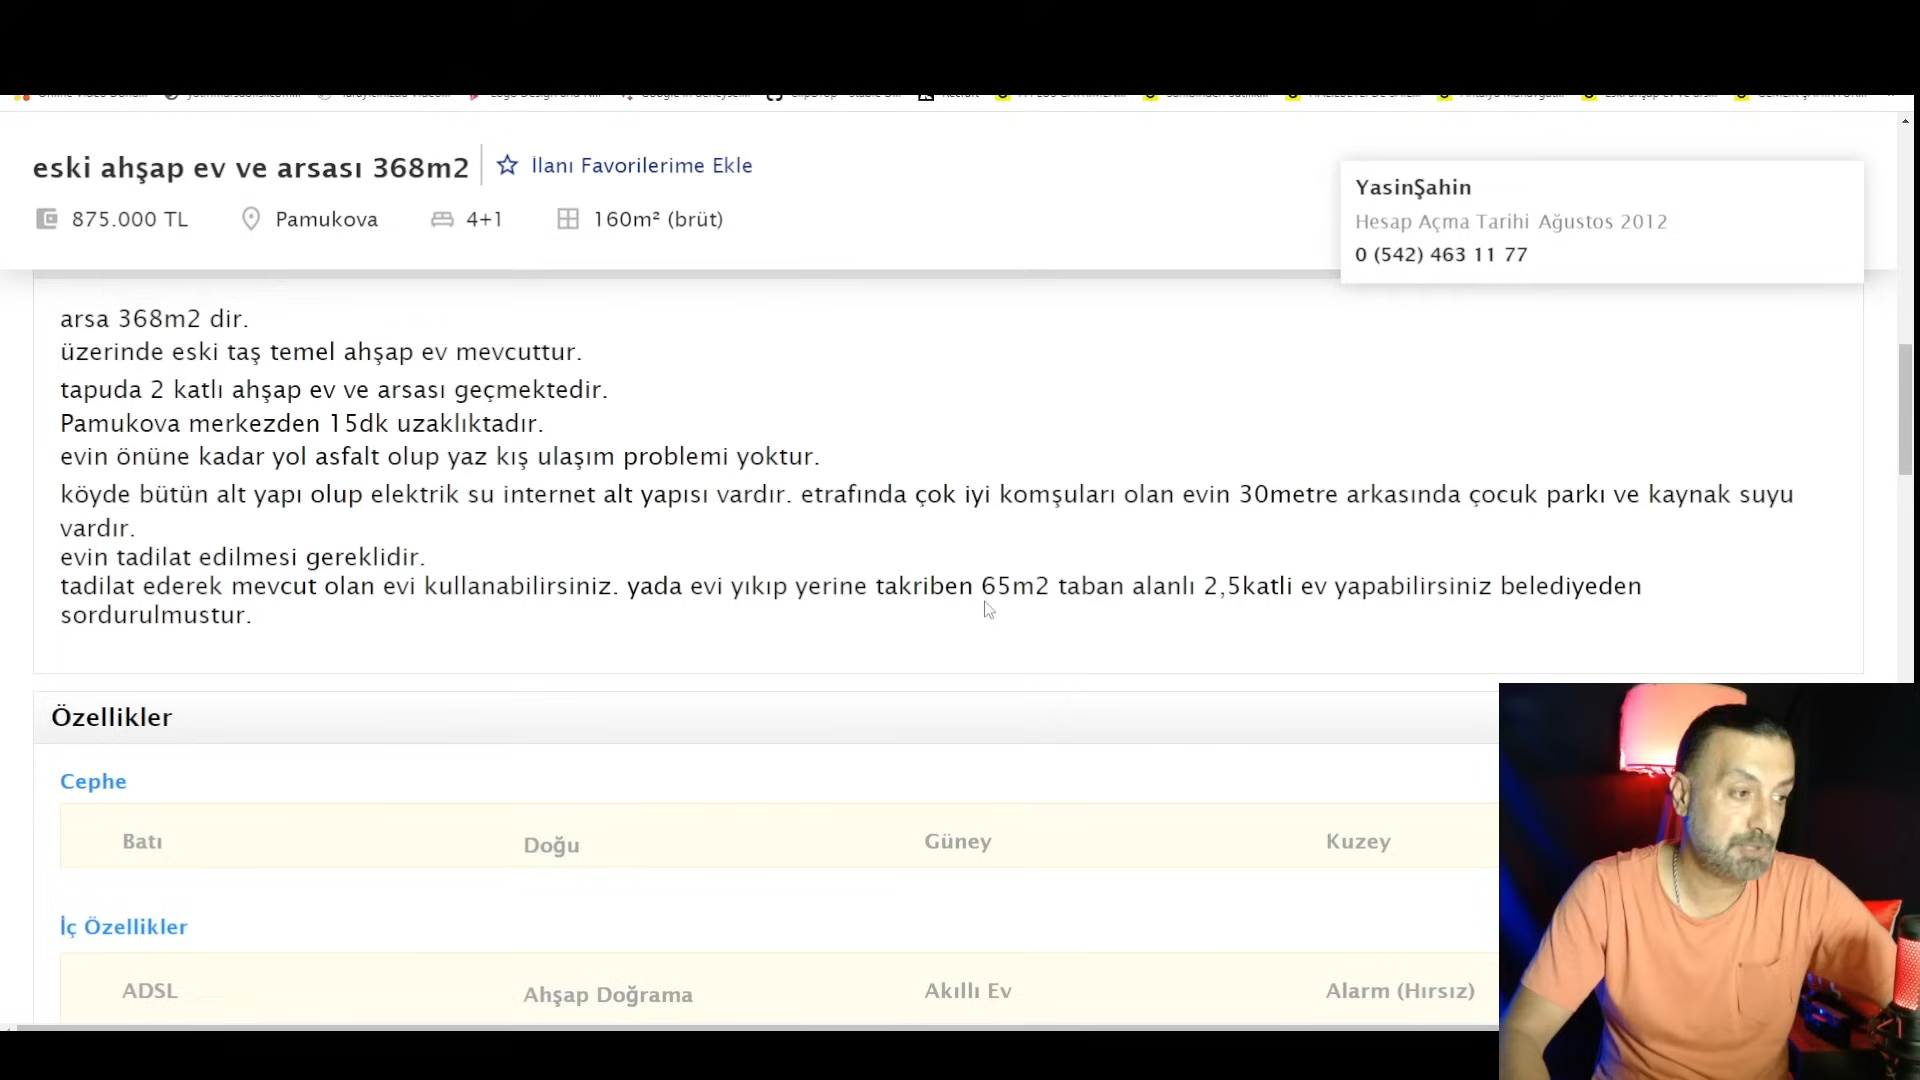 eski ahşap ev ve arsası 368m2
İlanı Favorilerime Ekle
875.000 TL
Pamukova
4+1
160m² (brüt)
YasinŞahin
Hesap Açma Tarihi Ağustos 2012
0 (542) 463 11 77
arsa 368m2 dir.
üzerinde eski taş temel ahşap ev mevcuttur.
tapuda 2 katlı ahşap ev ve arsası geçmektedir.
Pamukova merkezden 15dk uzaklıktadır.
evin önüne kadar yol asfalt olup yaz kış ulaşım problemi yoktur.
köyde bütün alt yapı olup elektrik su internet alt yapısı vardır. etrafında çok iyi komşuları olan evin 30metre arkasında çocuk parkı ve kaynak suyu
vardır.
evin tadilat edilmesi gereklidir.
tadilat ederek mevcut olan evi kullanabilirsiniz. yada evi yıkıp yerine takriben 65m2 taban alanlı 2,5katli ev yapabilirsiniz belediyeden
sordurulmustur.
Özellikler
Cephe
Batı
Doğu
Güney
Kuzey
İç Özellikler
ADSL
Ahşap Doğrama
Akıllı Ev
Alarm (Hırsız)